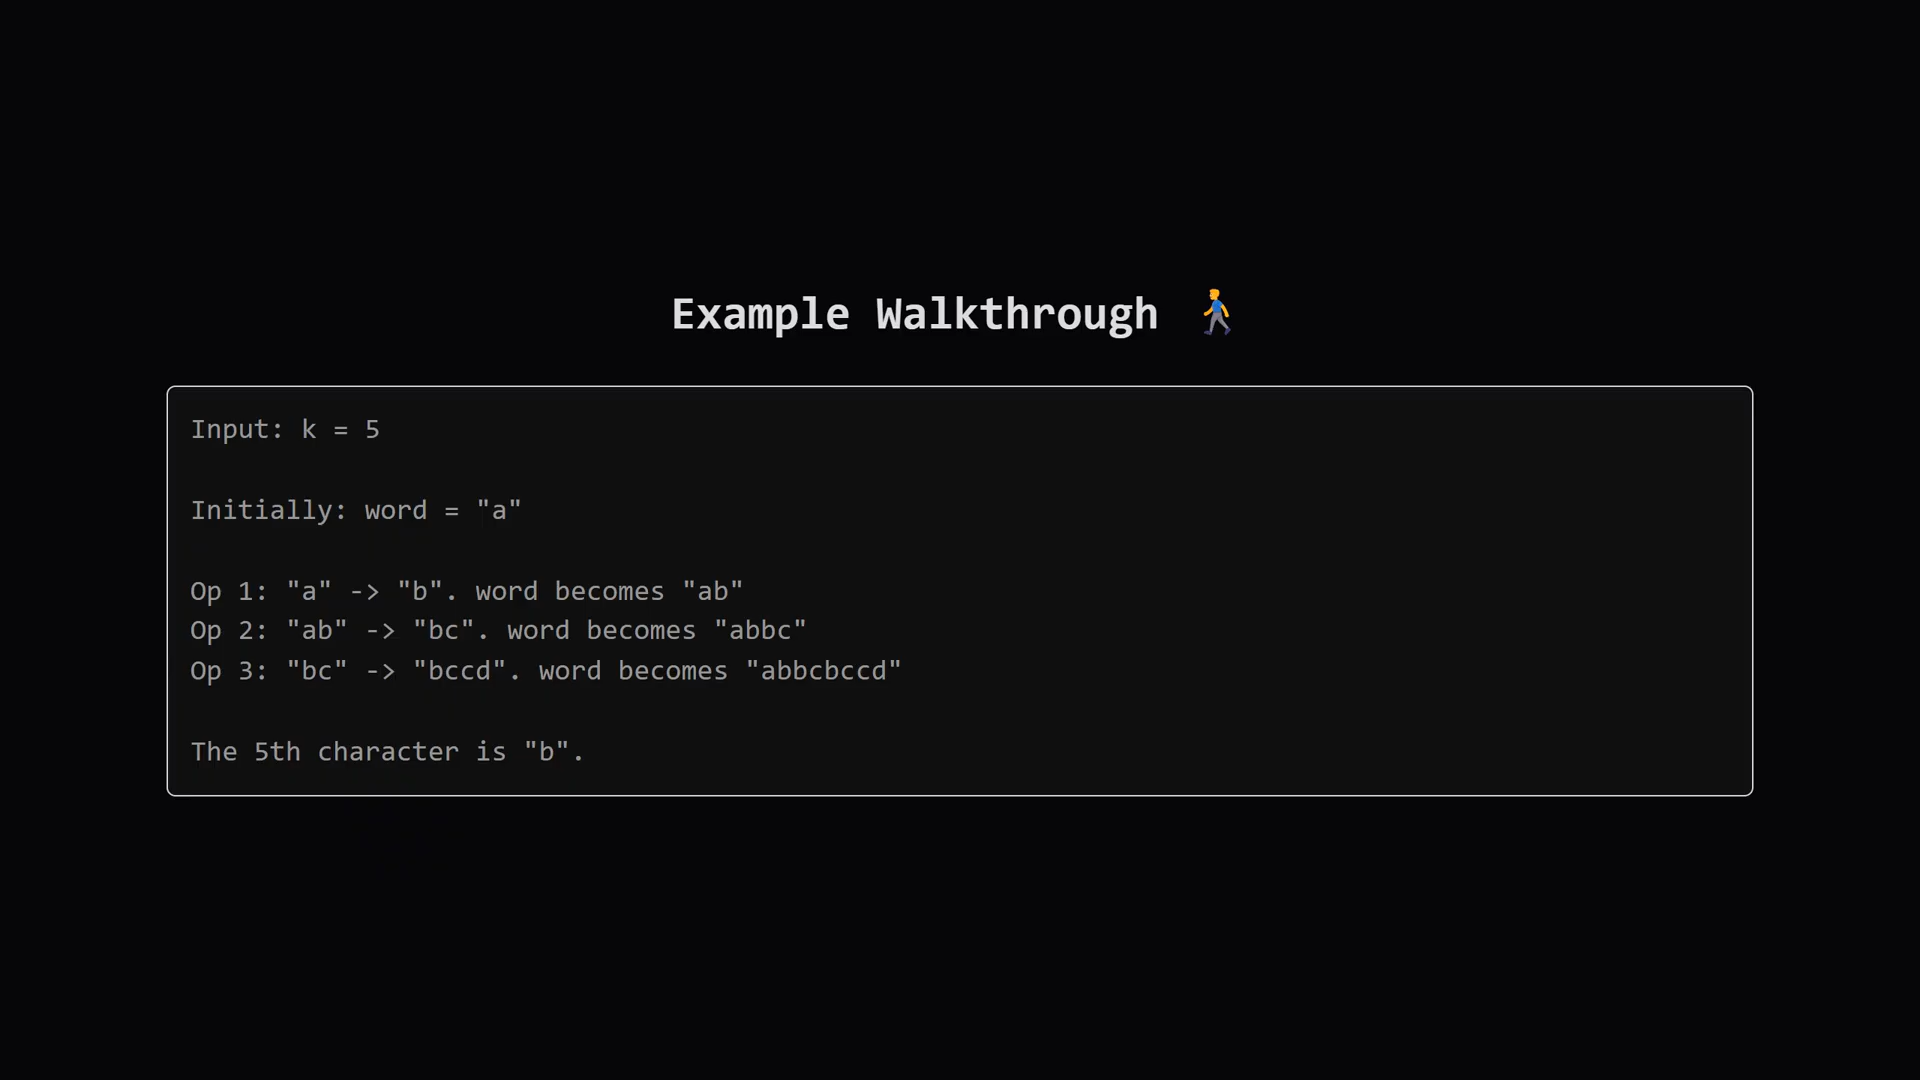 Example Walkthrough 🚶‍♂️
Input: k = 5
Initially: word = "a"
Op 1: "a" -> "b". word becomes "ab"
Op 2: "ab" -> "bc". word becomes "abbc"
Op 3: "bc" -> "bccd". word becomes "abbcbccd"
The 5th character is "b".